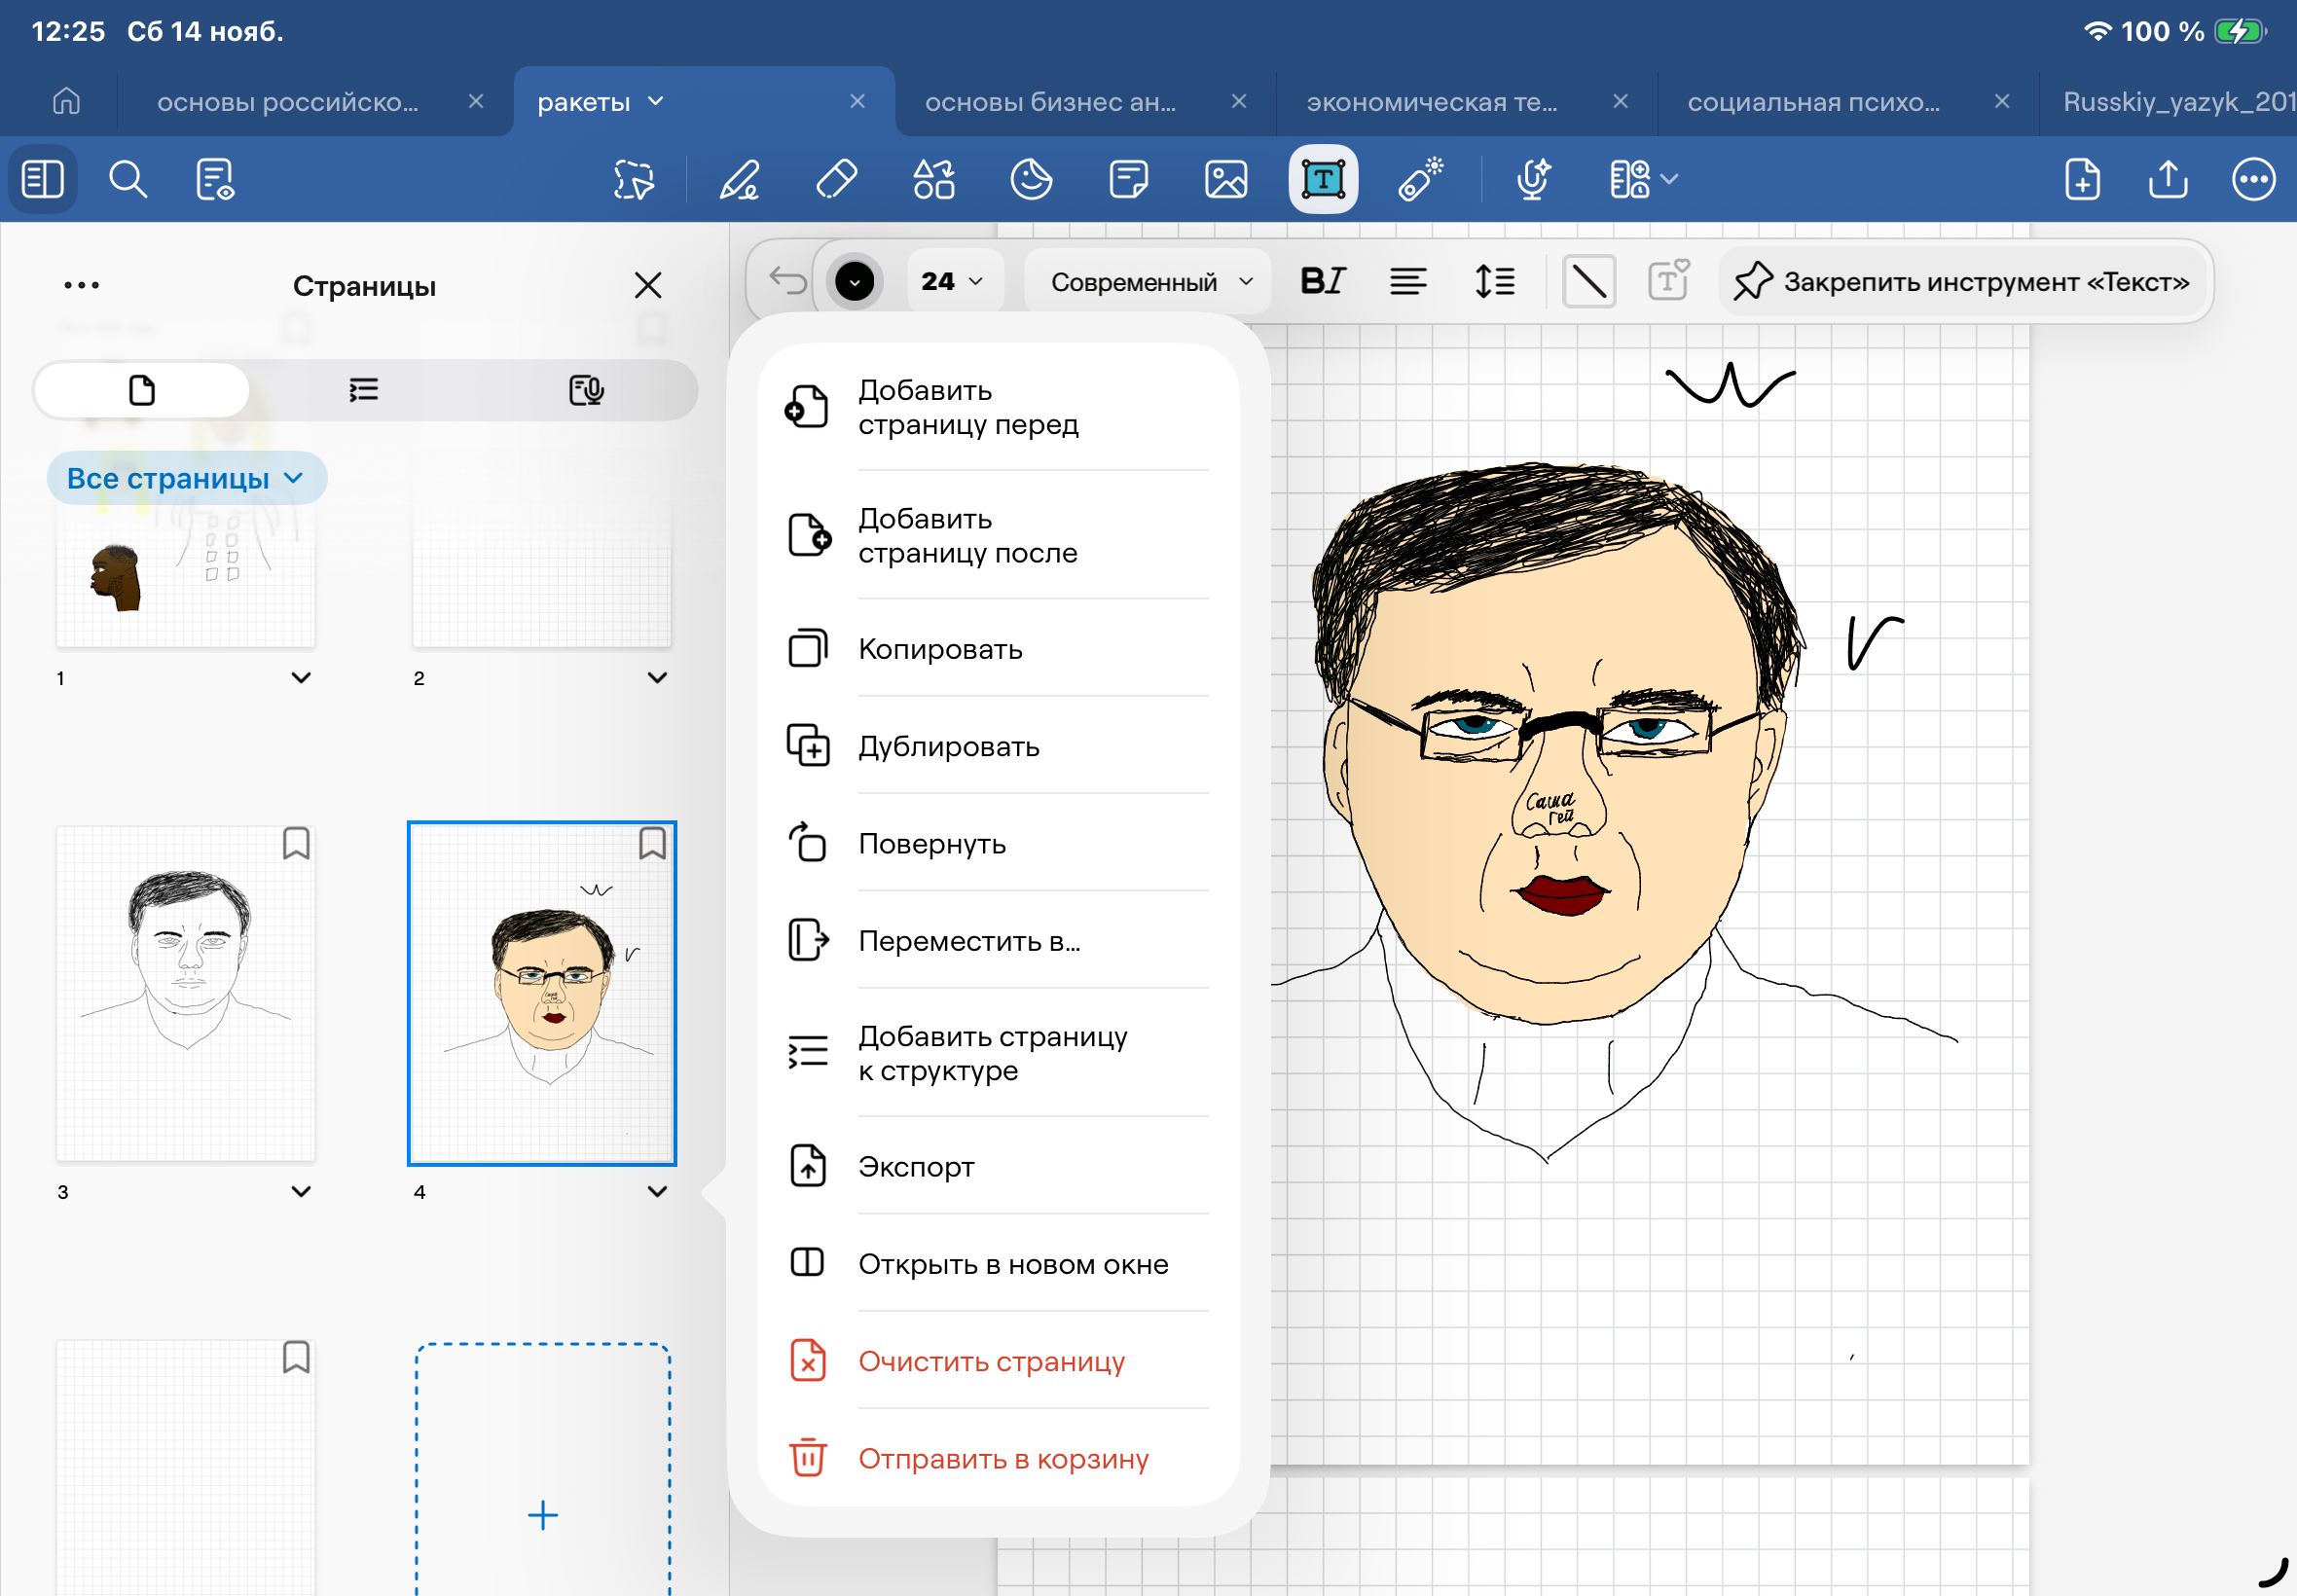 12:25 Сб 14 нояб.
100 %
основы российско...
ракеты
основы бизнес ан...
экономическая те...
социальная психо...
Russkiy_yazyk_201
Страницы
24
Современный
BI
Закрепить инструмент «Текст»
Все страницы
1
2
3
4
Добавить
страницу перед
Добавить
страницу после
Копировать
Дублировать
Повернуть
Переместить в...
Добавить страницу
к структуре
Экспорт
Открыть в новом окне
Очистить страницу
Отправить в корзину
Саша
гей